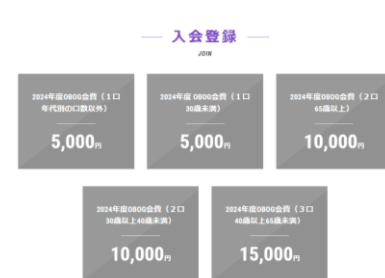 入会登録
JOIN
2024年度OBOG会費（１口
年代別の口数以外）
5,000円
2024年度 OBOG会費（１口
30歳未満）
5,000円
2024年度OBOG会費（２口
65歳以上）
10,000円
2024年度OBOG会費（２口
30歳以上40歳未満）
10,000円
2024年度OBOG会費（３口
40歳以上65歳未満）
15,000円